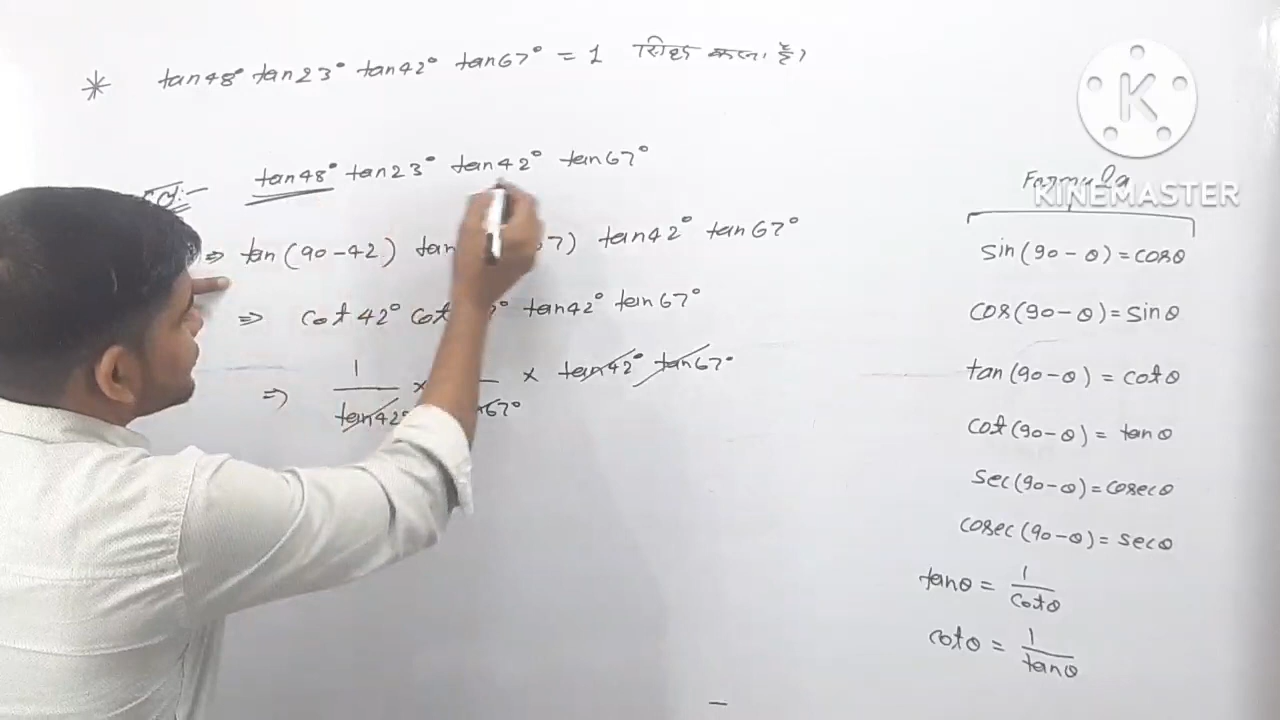 * tan48° tan23° tan42° tan67° = 1 सिद्ध करना है।
tan48° tan23° tan42° tan67°
⇒ tan(90-42) tan 7) tan42° tan67°
⇒ cot42° cot ° tan42° tan67°
⇒ 1/tan42° × / 67° × tan42° tan67°
K
KINEMASTER
Formula
sin(90-θ)=cosθ
cos(90-θ)=sinθ
tan(90-θ)=cotθ
cot(90-θ)=tanθ
sec(90-θ)=cosecθ
cosec(90-θ)=secθ
tanθ = 1/cotθ
cotθ = 1/tanθ